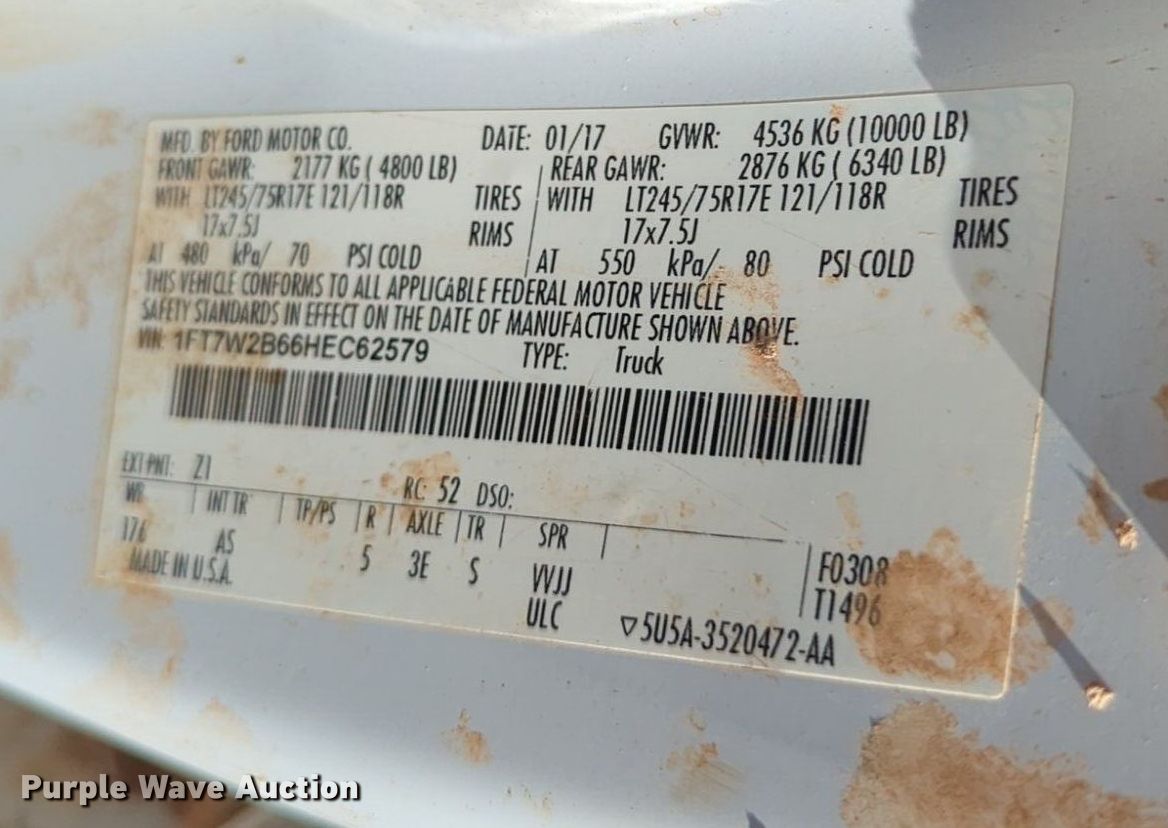 MFD. BY FORD MOTOR CO. DATE: 01/17 GVWR: 4536 KG (10000 LB)
FRONT GAWR: 2177 KG ( 4800 LB) REAR GAWR: 2876 KG ( 6340 LB)
WITH LT245/75R17E 121/118R TIRES WITH LT245/75R17E 121/118R TIRES
17x7.5J RIMS 17x7.5J RIMS
AT 480 kPa/ 70 PSI COLD AT 550 kPa/ 80 PSI COLD
THIS VEHICLE CONFORMS TO ALL APPLICABLE FEDERAL MOTOR VEHICLE
SAFETY STANDARDS IN EFFECT ON THE DATE OF MANUFACTURE SHOWN ABOVE.
VIN: 1FT7W2B66HEC62579 TYPE: Truck
EXT PNT: Z1 RC: 52 DSO:
WB INT TR TP/PS R AXLE TR SPR
176 AS 5 3E S VVJJ F0308
MADE IN U.S.A. ULC T1496
▽5U5A-3520472-AA
Purple Wave Auction